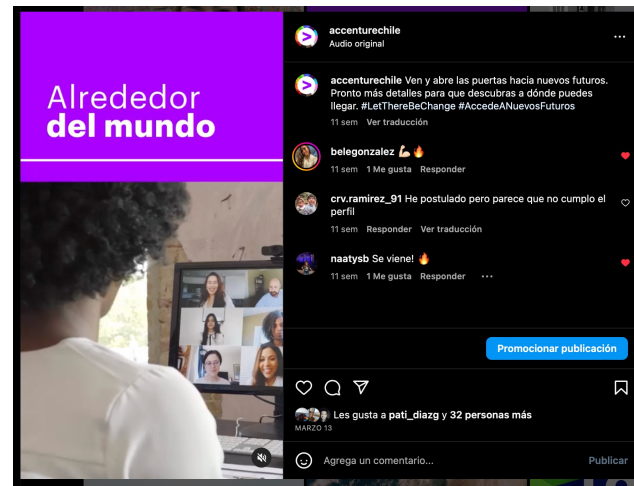 Alrededor
del mundo
accenturechile
Audio original
accenturechile Ven y abre las puertas hacia nuevos futuros.
Pronto más detalles para que descubras a dónde puedes
llegar. #LetThereBeChange #AccedeANuevosFuturos
11 sem Ver traducción
belegonzalez 💪🏻🔥
11 sem 1 Me gusta Responder
crv.ramirez_91 He postulado pero parece que no cumplo el
perfil
11 sem Responder Ver traducción
naatysb Se viene! 🔥
11 sem 1 Me gusta Responder ...
Promocionar publicación
Les gusta a pati_diazg y 32 personas más
MARZO 13
Agrega un comentario...
Publicar